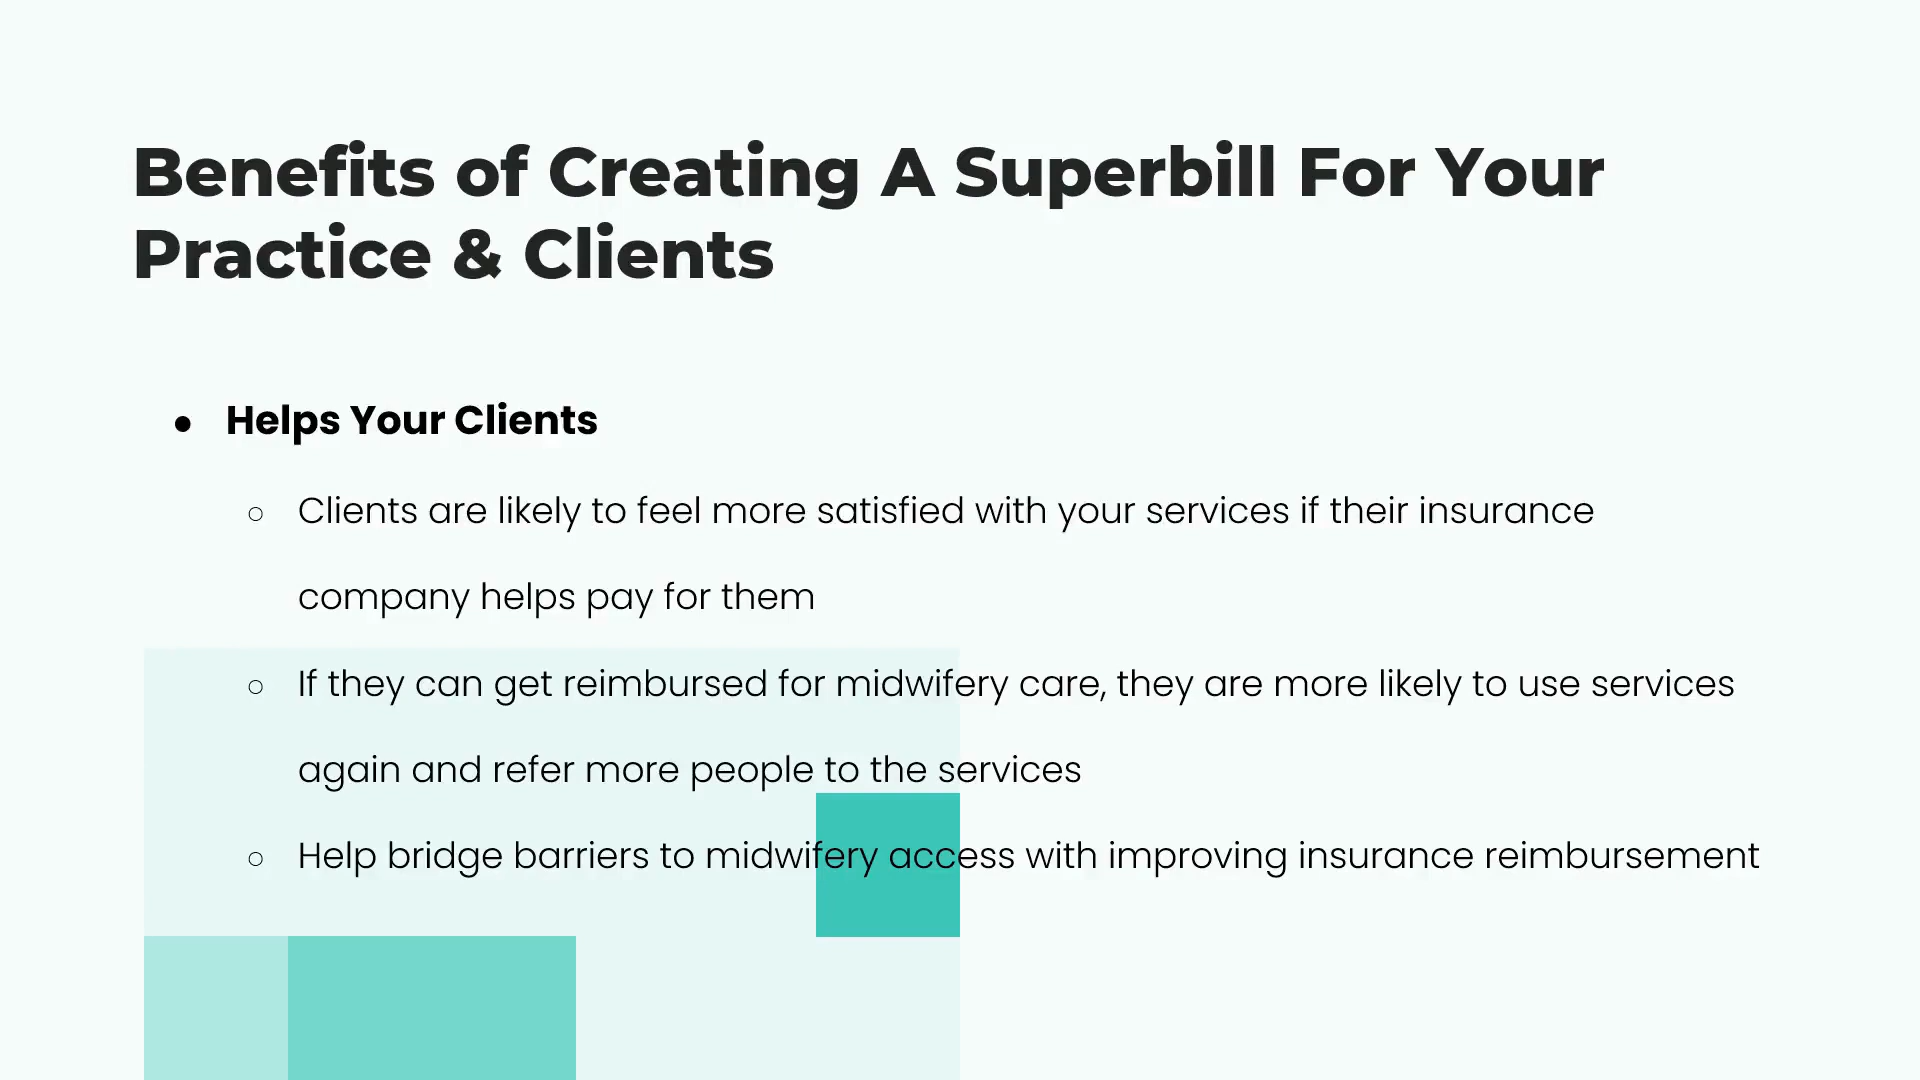 Benefits of Creating A Superbill For Your
Practice & Clients
● Helps Your Clients
○ Clients are likely to feel more satisfied with your services if their insurance
company helps pay for them
○ If they can get reimbursed for midwifery care, they are more likely to use services
again and refer more people to the services
○ Help bridge barriers to midwifery access with improving insurance reimbursement